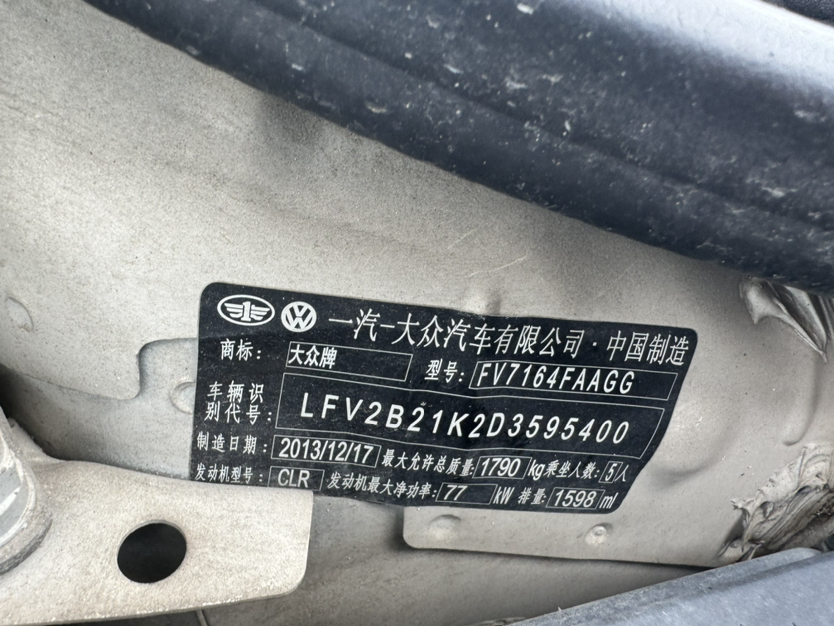 一汽-大众汽车有限公司·中国制造
商标: 大众牌 型号: FV7164FAAGG
车辆识别代号: LFV2B21K2D3595400
制造日期: 2013/12/17 最大允许总质量: 1790 kg 乘坐人数: 5人
发动机型号: CLR 发动机最大净功率: 77 kW 排量: 1598 ml